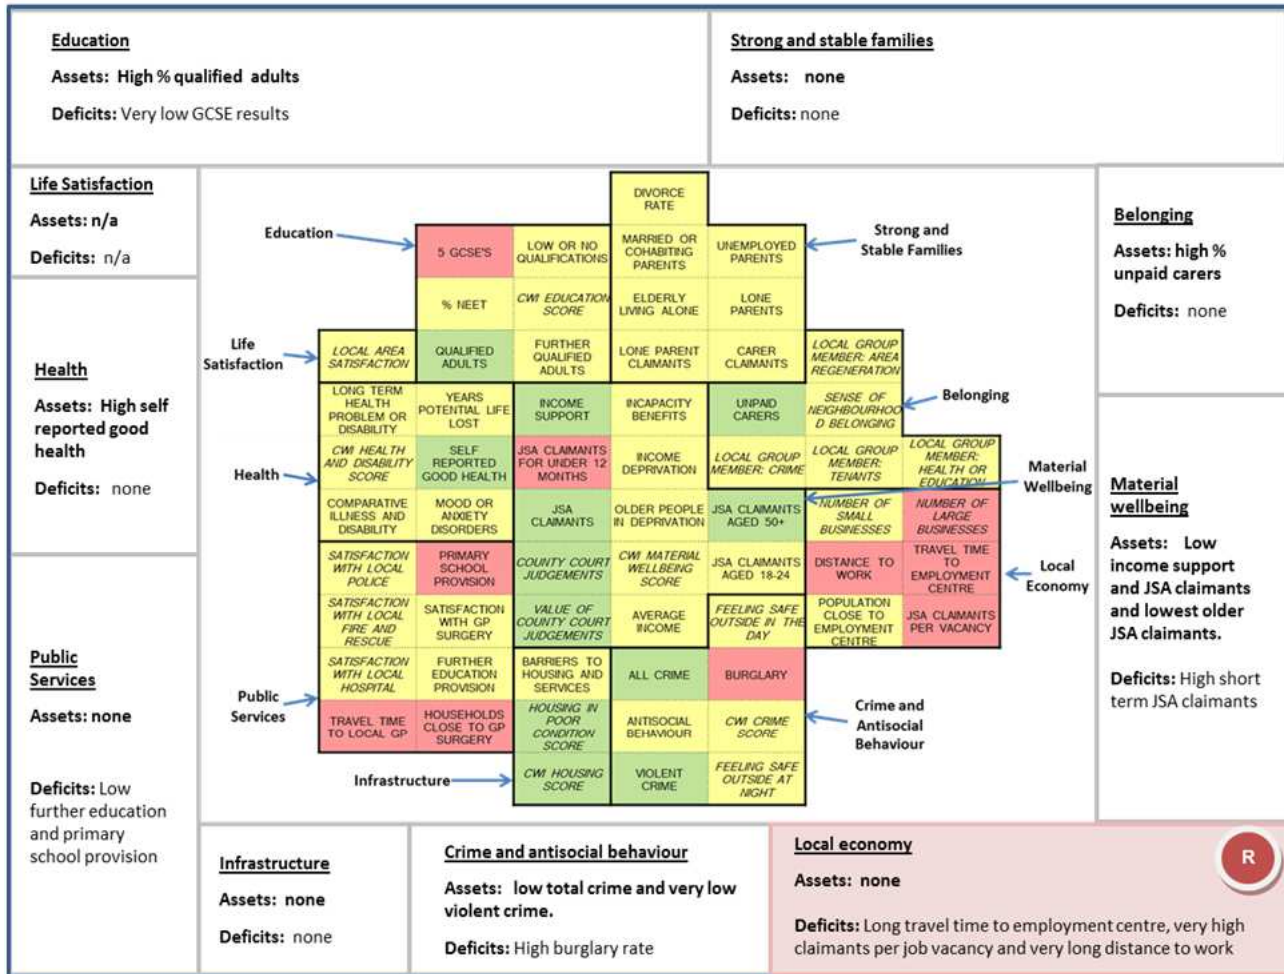 Education
Assets: High % qualified adults
Deficits: Very low GCSE results
Strong and stable families
Assets: none
Deficits: none
Life Satisfaction
Assets: n/a
Deficits: n/a
Health
Assets: High self
reported good
health
Deficits: none
Public
Services
Assets: none
Deficits: Low
further education
and primary
school provision
Education
Life
Satisfaction
Health
Public
Services
Infrastructure
Strong and
Stable Families
Belonging
Material
Wellbeing
Local
Economy
Crime and
Antisocial
Behaviour
DIVORCE
RATE
5 GCSE'S
LOW OR NO
QUALIFICATIONS
MARRIED OR
COHABITING
PARENTS
UNEMPLOYED
PARENTS
% NEET
CWI EDUCATION
SCORE
ELDERLY
LIVING ALONE
LONE
PARENTS
LOCAL AREA
SATISFACTION
QUALIFIED
ADULTS
FURTHER
QUALIFIED
ADULTS
LONE PARENT
CLAIMANTS
CARER
CLAIMANTS
LOCAL GROUP
MEMBER: AREA
REGENERATION
LONG TERM
HEALTH
PROBLEM OR
DISABILITY
YEARS
POTENTIAL LIFE
LOST
INCOME
SUPPORT
INCAPACITY
BENEFITS
UNPAID
CARERS
SENSE OF
NEIGHBOURHOO
D BELONGING
CWI HEALTH
AND DISABILITY
SCORE
SELF
REPORTED
GOOD HEALTH
JSA CLAIMANTS
FOR UNDER 12
MONTHS
INCOME
DEPRIVATION
LOCAL GROUP
MEMBER: CRIME
LOCAL GROUP
MEMBER:
TENANTS
LOCAL GROUP
MEMBER:
HEALTH OR
EDUCATION
COMPARATIVE
ILLNESS AND
DISABILITY
MOOD OR
ANXIETY
DISORDERS
JSA
CLAIMANTS
OLDER PEOPLE
IN DEPRIVATION
JSA CLAIMANTS
AGED 50+
NUMBER OF
SMALL
BUSINESSES
NUMBER OF
LARGE
BUSINESSES
SATISFACTION
WITH LOCAL
POLICE
PRIMARY
SCHOOL
PROVISION
COUNTY COURT
JUDGEMENTS
CWI MATERIAL
WELLBEING
SCORE
JSA CLAIMANTS
AGED 18-24
DISTANCE TO
WORK
TRAVEL TIME
TO
EMPLOYMENT
CENTRE
SATISFACTION
WITH LOCAL
FIRE AND
RESCUE
SATISFACTION
WITH GP
SURGERY
VALUE OF
COUNTY COURT
JUDGEMENTS
AVERAGE
INCOME
FEELING SAFE
OUTSIDE IN THE
DAY
POPULATION
CLOSE TO
EMPLOYMENT
CENTRE
JSA CLAIMANTS
PER VACANCY
SATISFACTION
WITH LOCAL
HOSPITAL
FURTHER
EDUCATION
PROVISION
BARRIERS TO
HOUSING AND
SERVICES
ALL CRIME
BURGLARY
TRAVEL TIME
TO LOCAL GP
HOUSEHOLDS
CLOSE TO GP
SURGERY
HOUSING IN
POOR
CONDITION
SCORE
ANTISOCIAL
BEHAVIOUR
CWI CRIME
SCORE
CWI HOUSING
SCORE
VIOLENT
CRIME
FEELING SAFE
OUTSIDE AT
NIGHT
Belonging
Assets: high %
unpaid carers
Deficits: none
Material
wellbeing
Assets: Low
income support
and JSA claimants
and lowest older
JSA claimants.
Deficits: High short
term JSA claimants
Infrastructure
Assets: none
Deficits: none
Crime and antisocial behaviour
Assets: low total crime and very low
violent crime.
Deficits: High burglary rate
Local economy
R
Assets: none
Deficits: Long travel time to employment centre, very high
claimants per job vacancy and very long distance to work